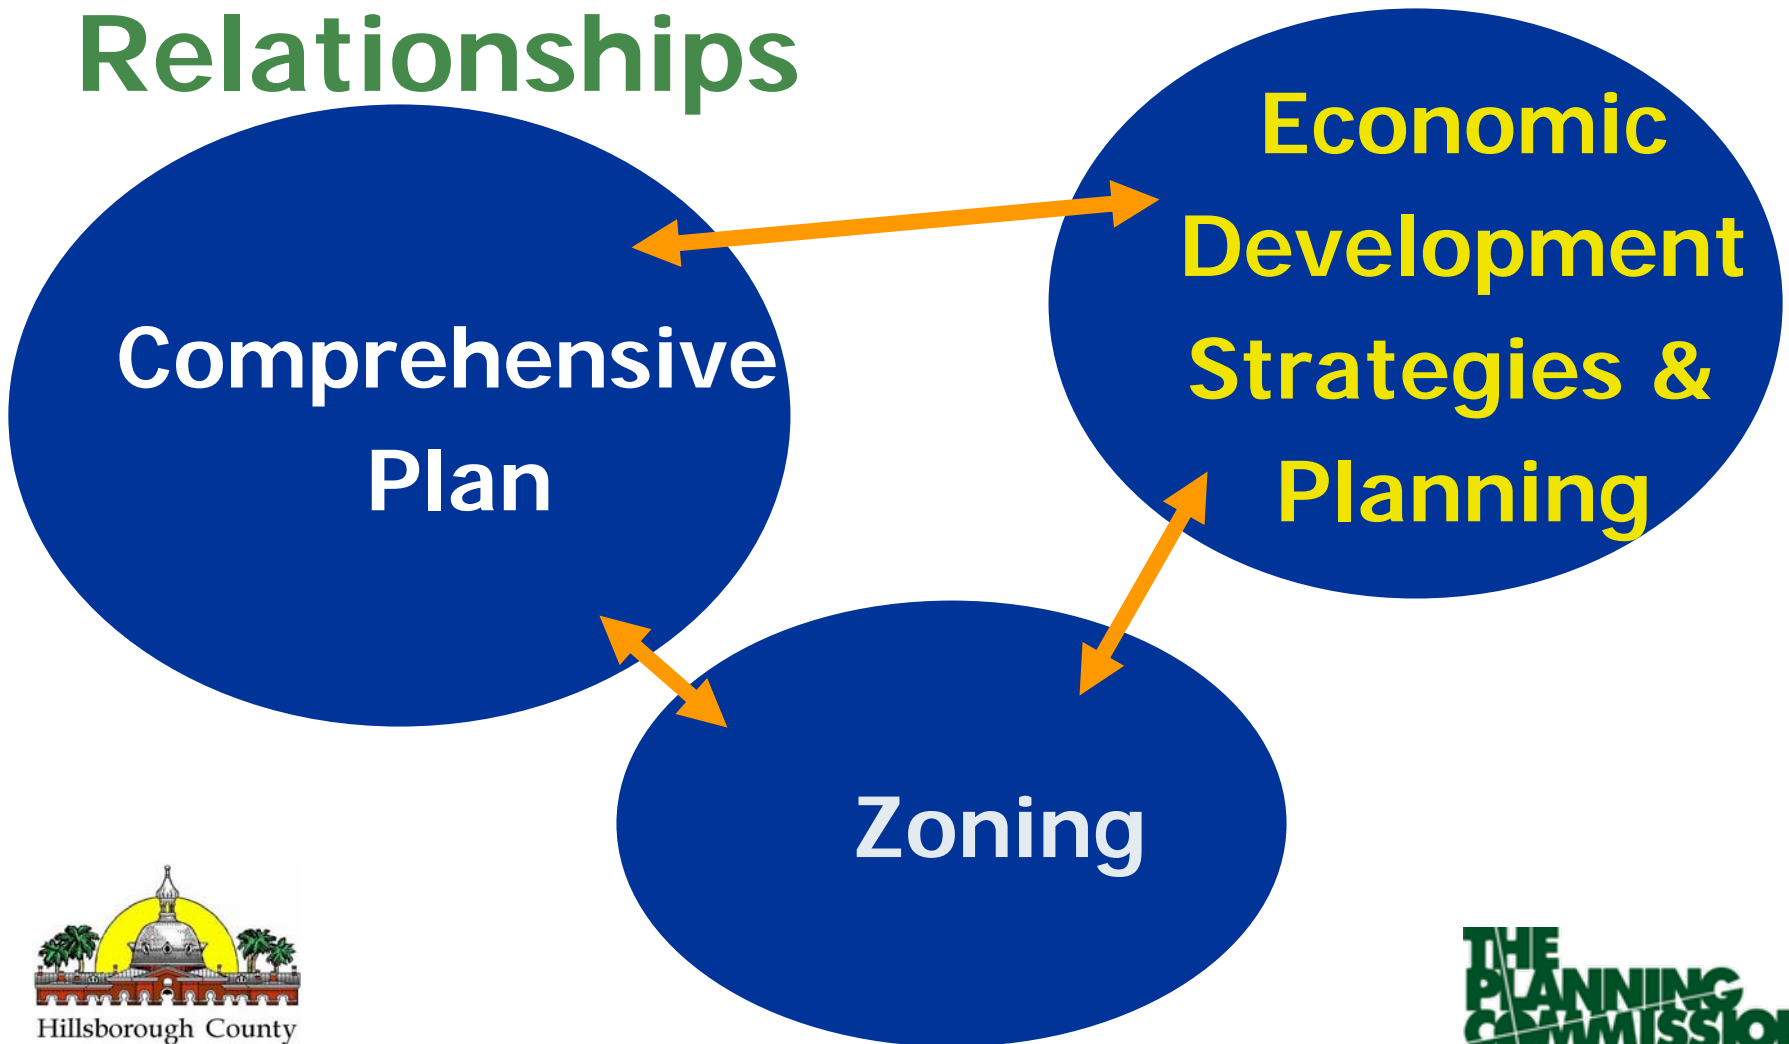 Relationships
Economic
Development
Strategies &
Planning
Comprehensive
Plan
Zoning
Hillsborough County
THE
PLANNING
COMMISSION